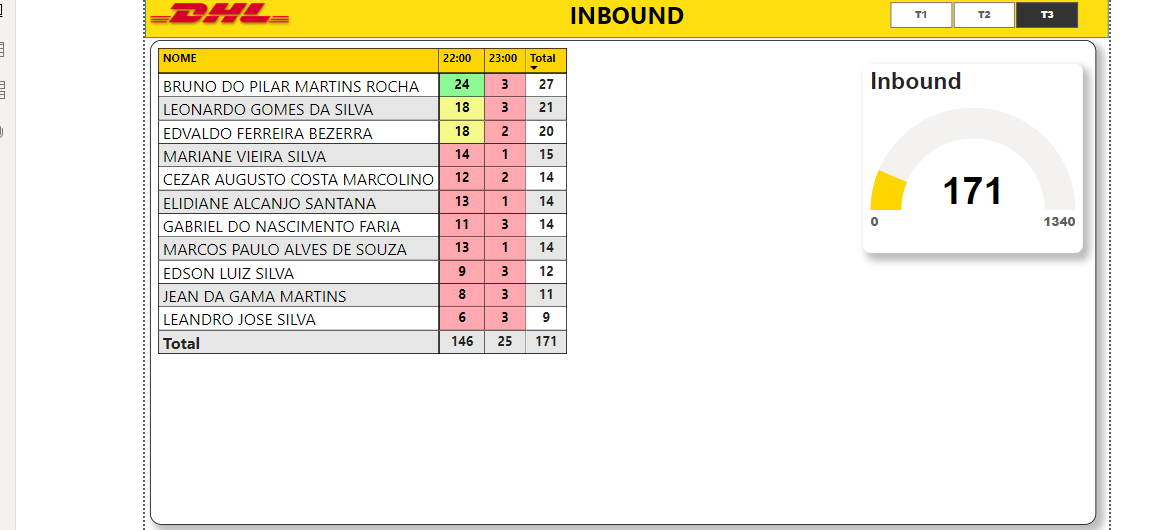 DHL INBOUND T1 T2 T3
NOME 22:00 23:00 Total
BRUNO DO PILAR MARTINS ROCHA 24 3 27
LEONARDO GOMES DA SILVA 18 3 21
EDVALDO FERREIRA BEZERRA 18 2 20
MARIANE VIEIRA SILVA 14 1 15
CEZAR AUGUSTO COSTA MARCOLINO 12 2 14
ELIDIANE ALCANJO SANTANA 13 1 14
GABRIEL DO NASCIMENTO FARIA 11 3 14
MARCOS PAULO ALVES DE SOUZA 13 1 14
EDSON LUIZ SILVA 9 3 12
JEAN DA GAMA MARTINS 8 3 11
LEANDRO JOSE SILVA 6 3 9
Total 146 25 171
Inbound
171
0 1340